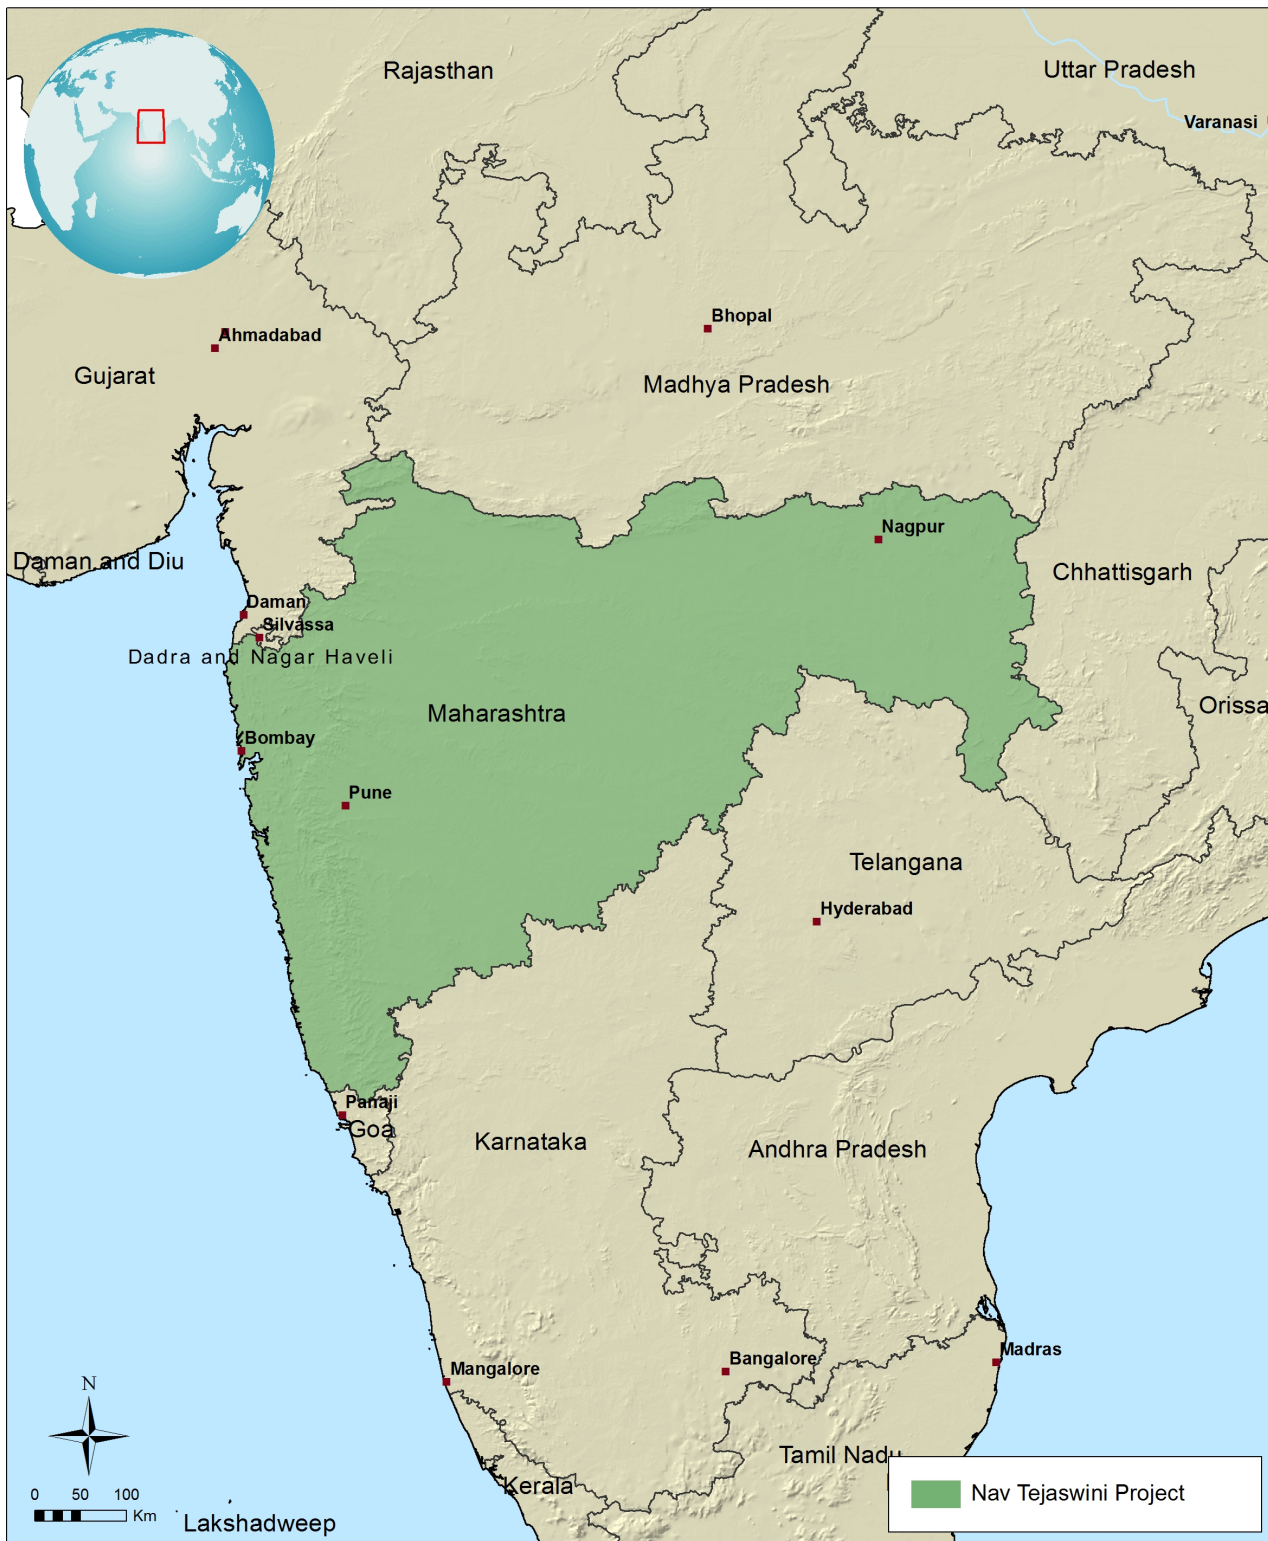 Rajasthan
Uttar Pradesh
Varanasi
Bhopal
Ahmadabad
Gujarat
Madhya Pradesh
Nagpur
Daman and Diu
Chhattisgarh
Daman
Silvassa
Dadra and Nagar Haveli
Orissa
Maharashtra
Bombay
Pune
Telangana
Hyderabad
Panaji
Goa
Karnataka
Andhra Pradesh
Madras
Bangalore
Mangalore
N
Tamil Nadu
Kerala
Nav Tejaswini Project
0 50 100
Km
Lakshadweep